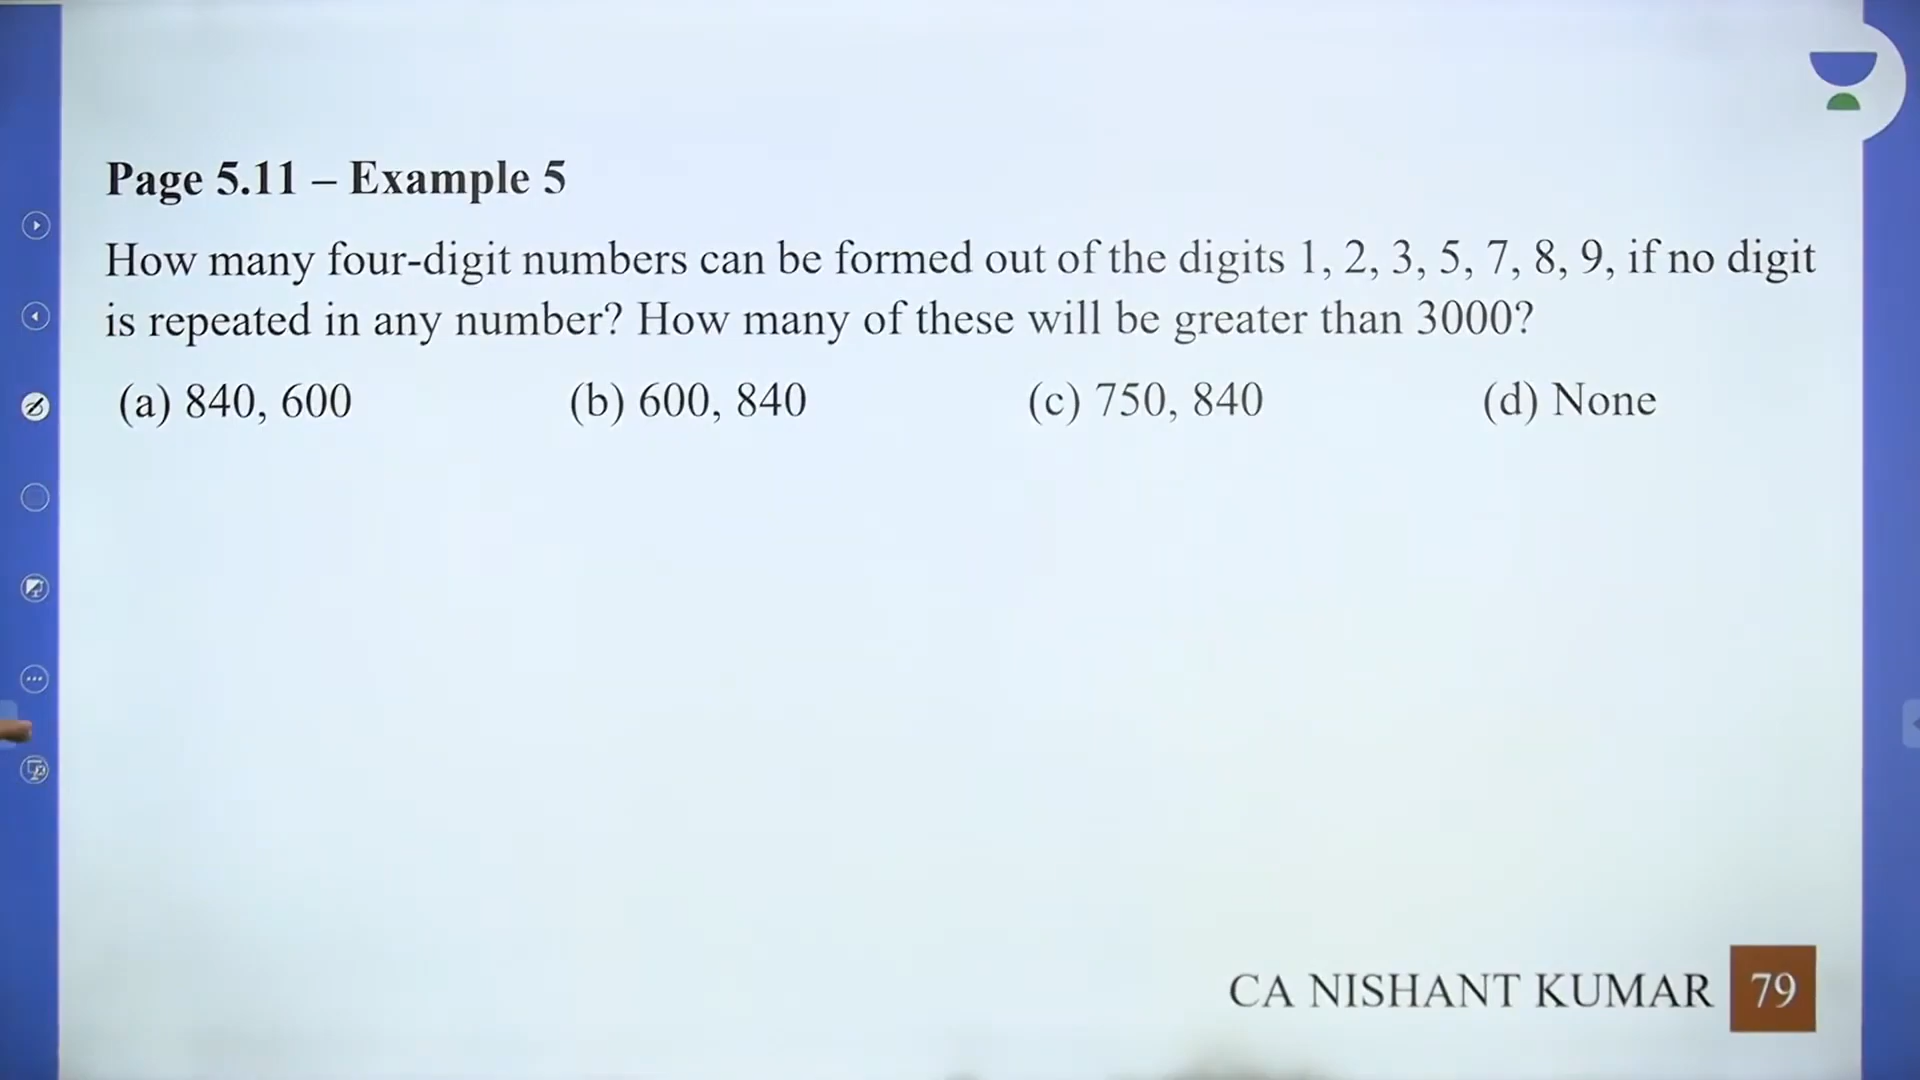 Page 5.11 – Example 5
How many four-digit numbers can be formed out of the digits 1, 2, 3, 5, 7, 8, 9, if no digit
is repeated in any number? How many of these will be greater than 3000?
(a) 840, 600 (b) 600, 840 (c) 750, 840 (d) None
CA NISHANT KUMAR 79